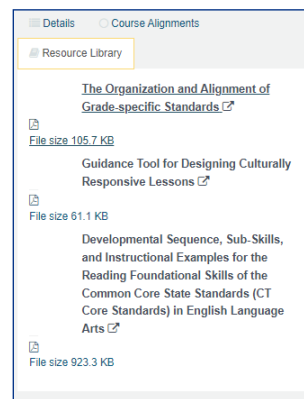 Details Course Alignments
Resource Library
The Organization and Alignment of
Grade-specific Standards
File size 105.7 KB
Guidance Tool for Designing Culturally
Responsive Lessons
File size 61.1 KB
Developmental Sequence, Sub-Skills,
and Instructional Examples for the
Reading Foundational Skills of the
Common Core State Standards (CT
Core Standards) in English Language
Arts
File size 923.3 KB